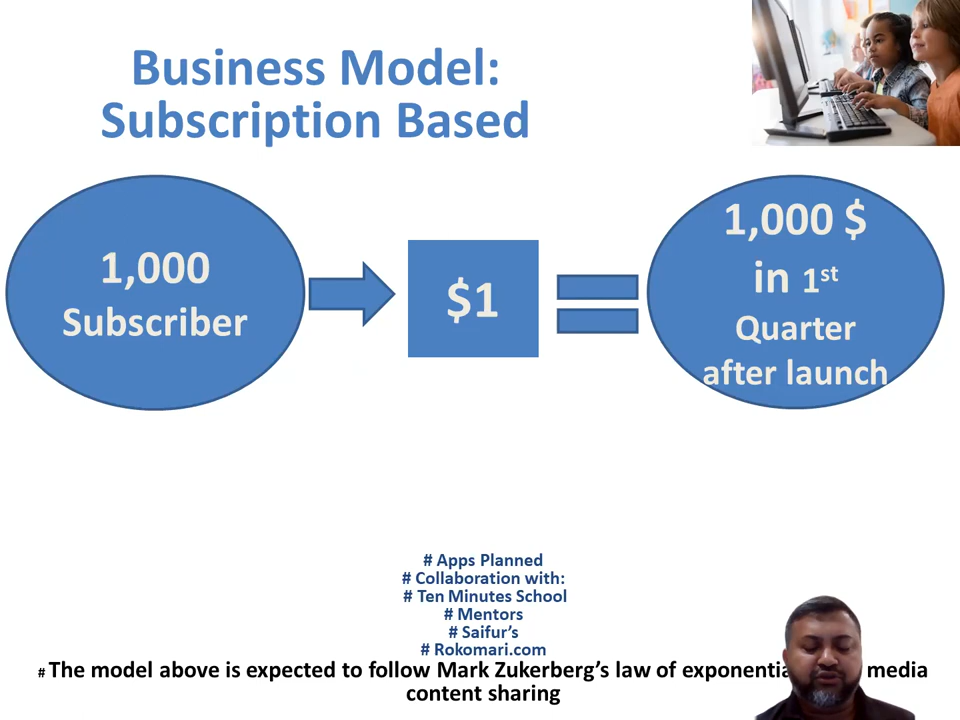 Business Model:
Subscription Based
1,000
Subscriber
$1
1,000 $
in 1st
Quarter
after launch
# Apps Planned
# Collaboration with:
# Ten Minutes School
# Mentors
# Saifur’s
# Rokomari.com
# The model above is expected to follow Mark Zukerberg’s law of media
content sharing